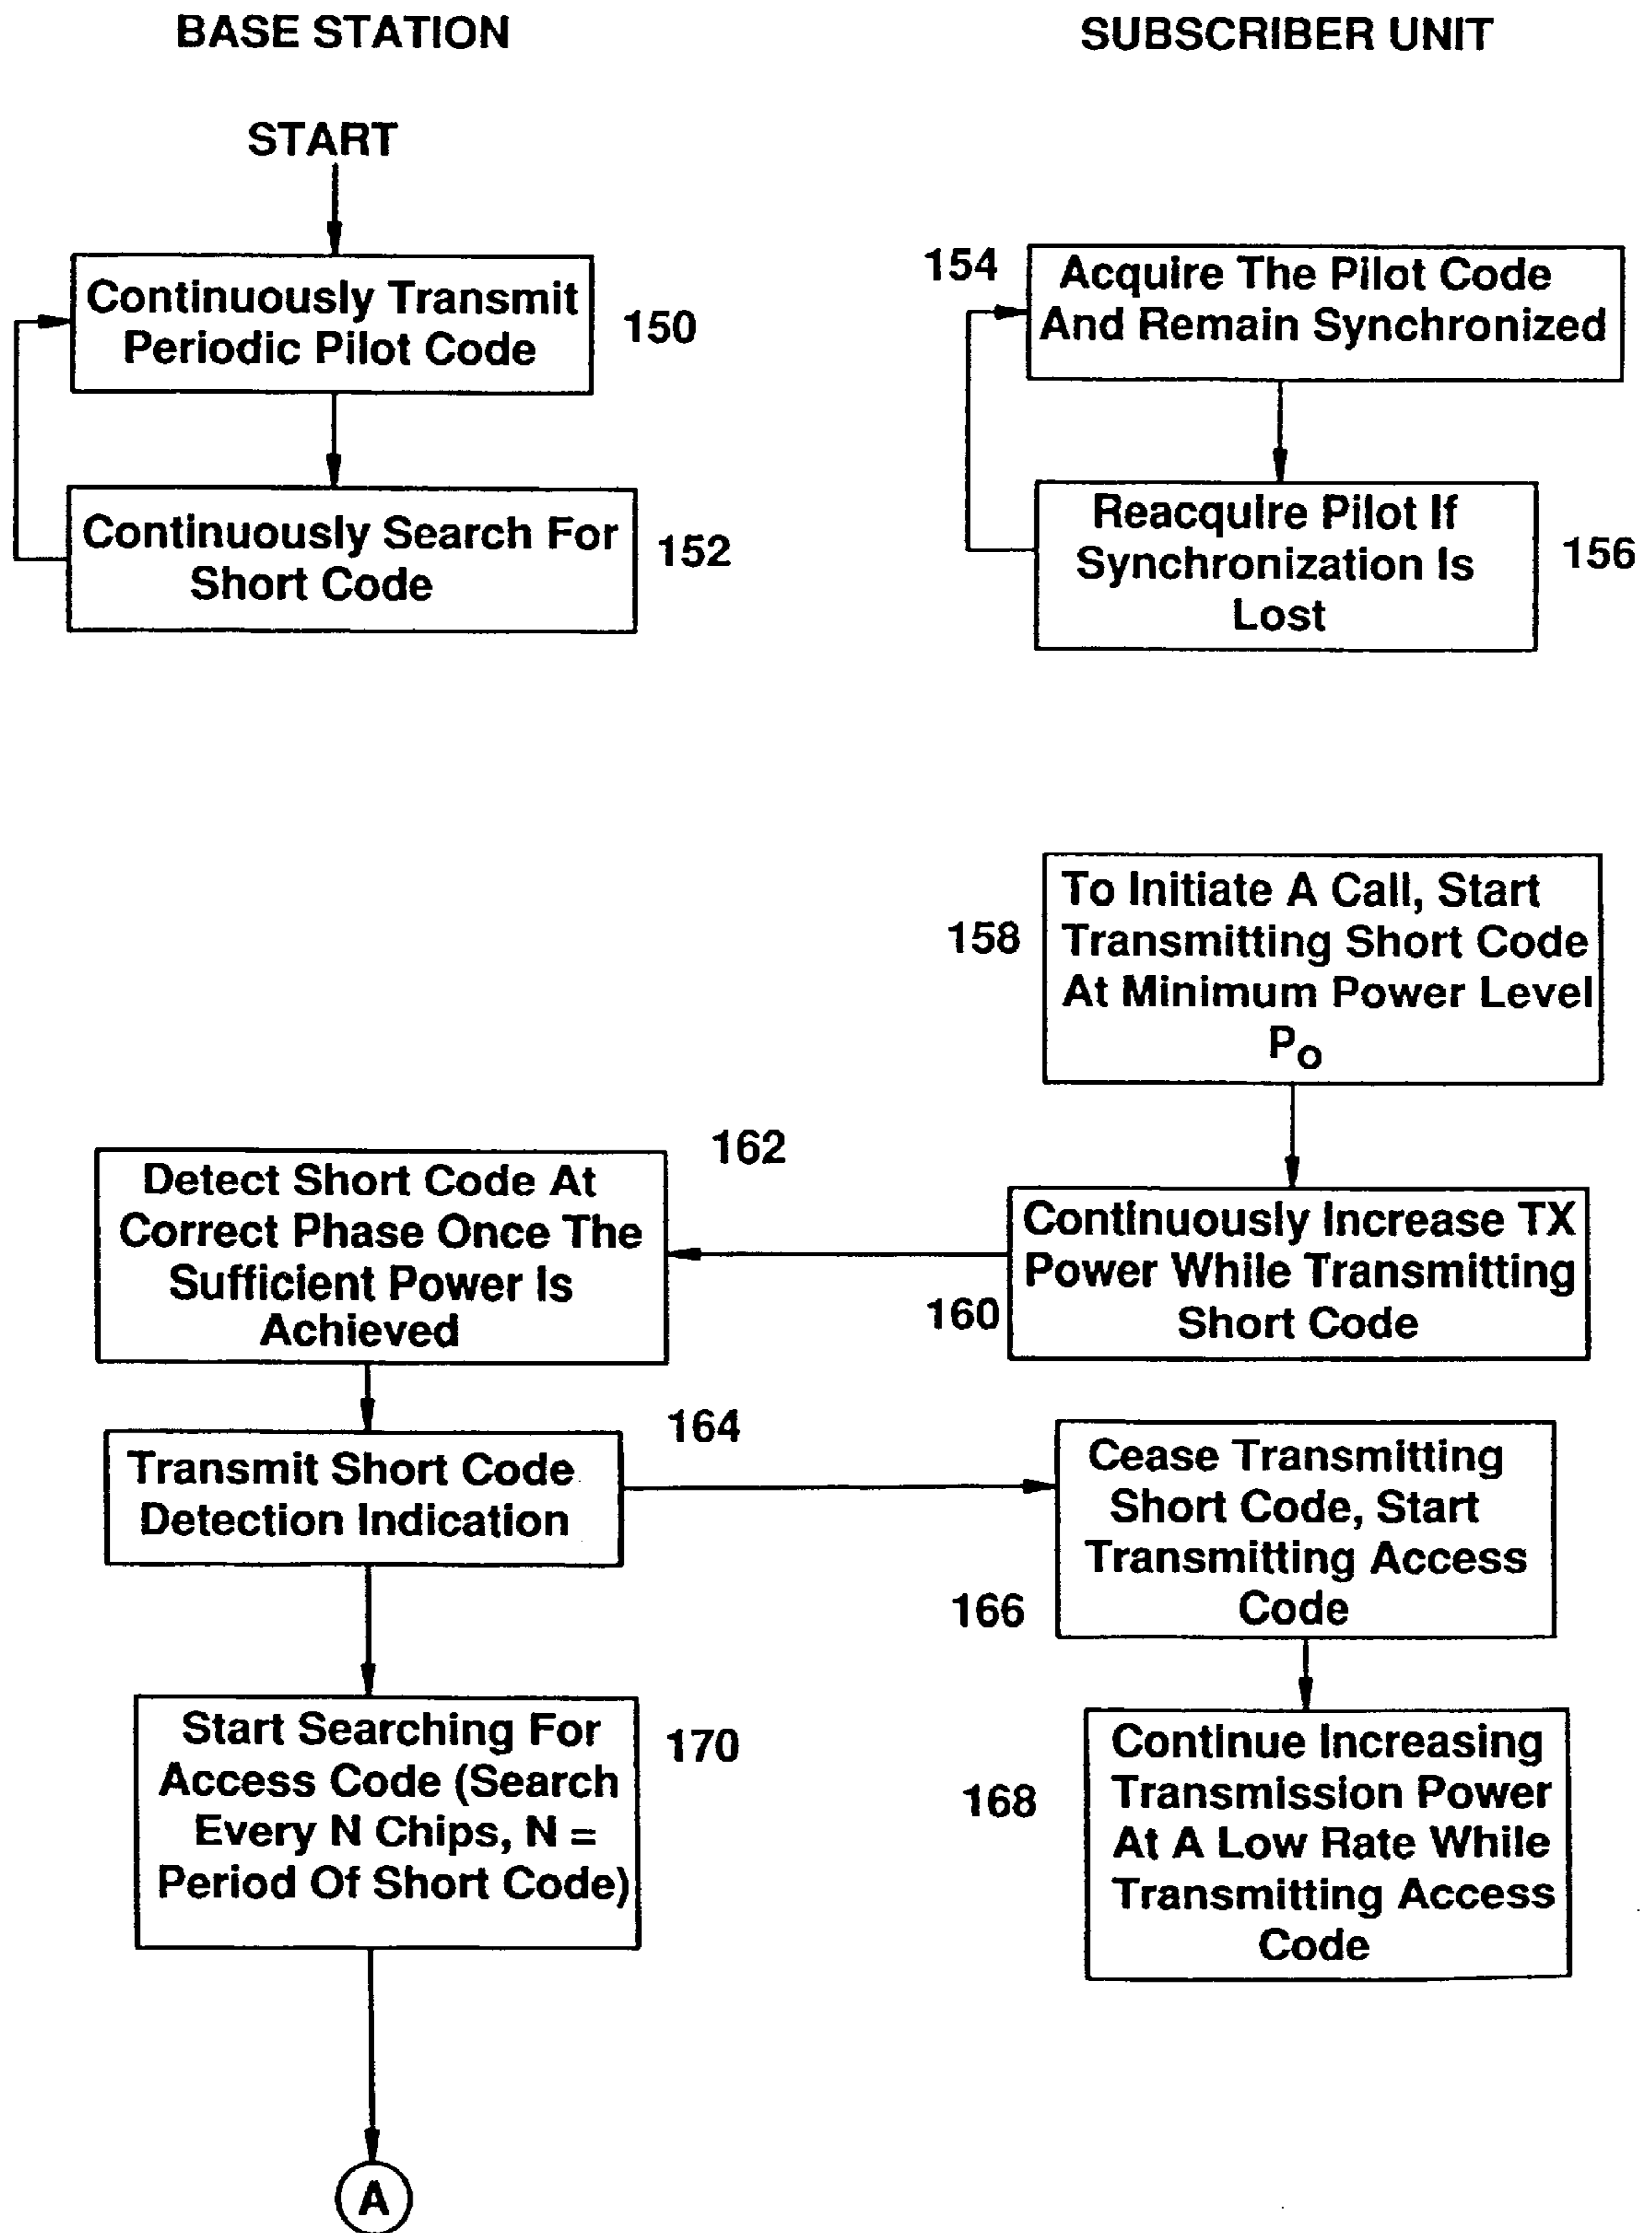 BASE STATION
SUBSCRIBER UNIT
START
Continuously Transmit
Periodic Pilot Code
150
154
Acquire The Pilot Code
And Remain Synchronized
Continuously Search For
Short Code
152
Reacquire Pilot If
Synchronization Is
Lost
156
158
To Initiate A Call, Start
Transmitting Short Code
At Minimum Power Level
Po
162
Detect Short Code At
Correct Phase Once The
Sufficient Power Is
Achieved
Continuously Increase TX
Power While Transmitting
Short Code
160
164
Transmit Short Code
Detection Indication
Cease Transmitting
Short Code, Start
Transmitting Access
Code
166
Start Searching For
Access Code (Search
Every N Chips, N =
Period Of Short Code)
170
168
Continue Increasing
Transmission Power
At A Low Rate While
Transmitting Access
Code
A